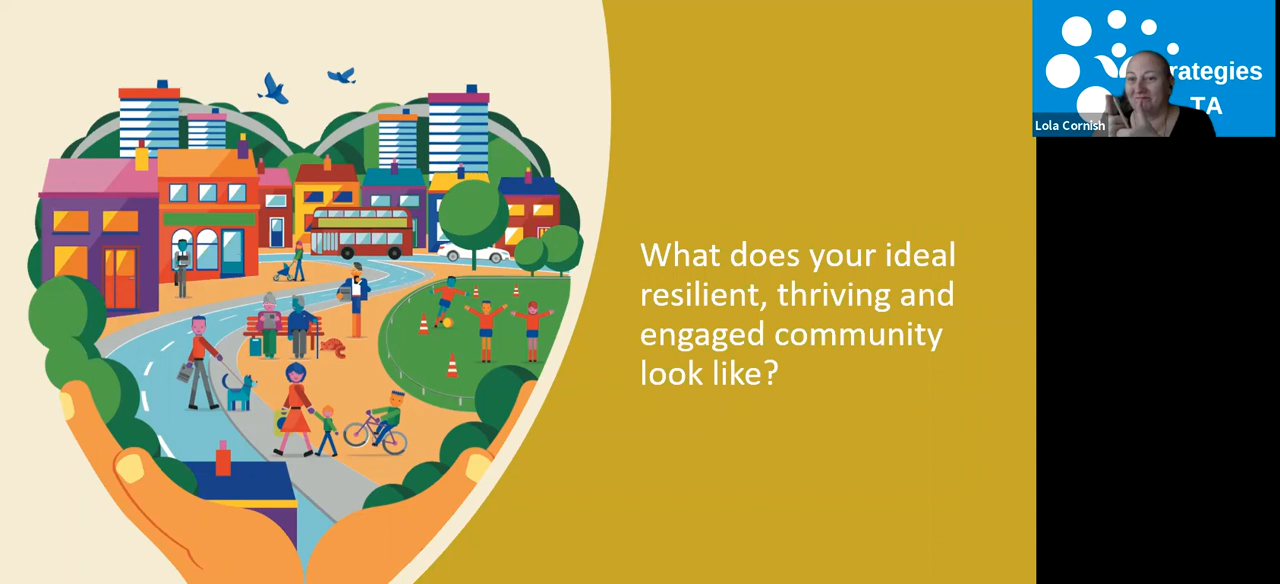 What does your ideal
resilient, thriving and
engaged community
look like?
rategies
TA
Lola Cornish